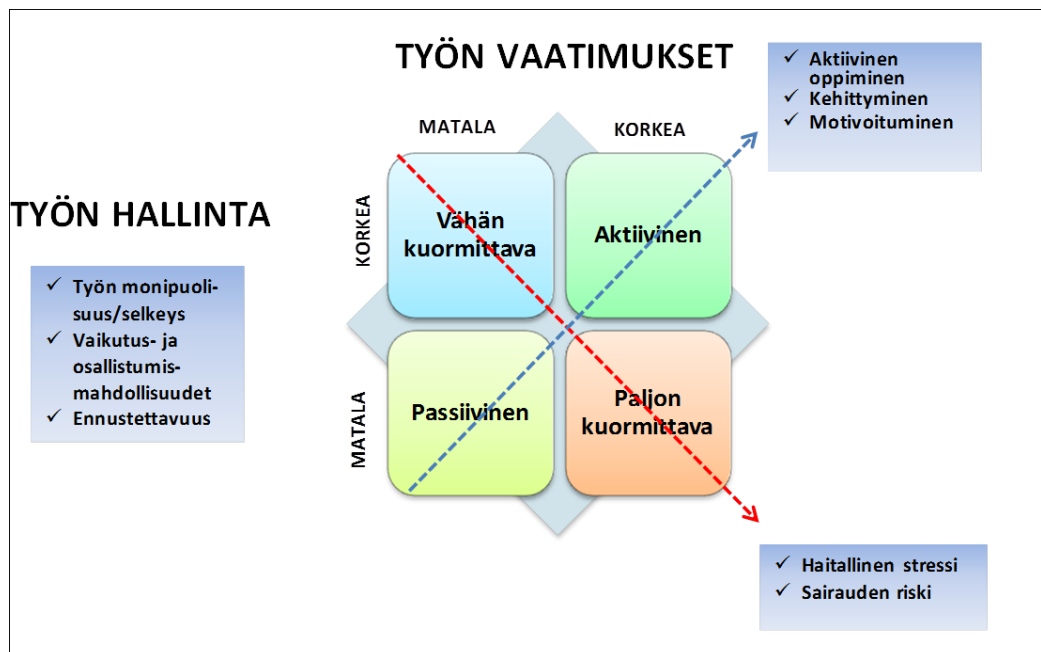 TYÖN VAATIMUKSET
✓ Aktiivinen
oppiminen
✓ Kehittyminen
✓ Motivoituminen
MATALA
KORKEA
TYÖN HALLINTA
✓ Työn monipuoli-
suus/selkeys
✓ Vaikutus- ja
osallistumis-
mahdollisuudet
✓ Ennustettavuus
KORKEA
Vähän
kuormittava
Aktiivinen
MATALA
Passiivinen
Paljon
kuormittava
✓ Haitallinen stressi
✓ Sairauden riski